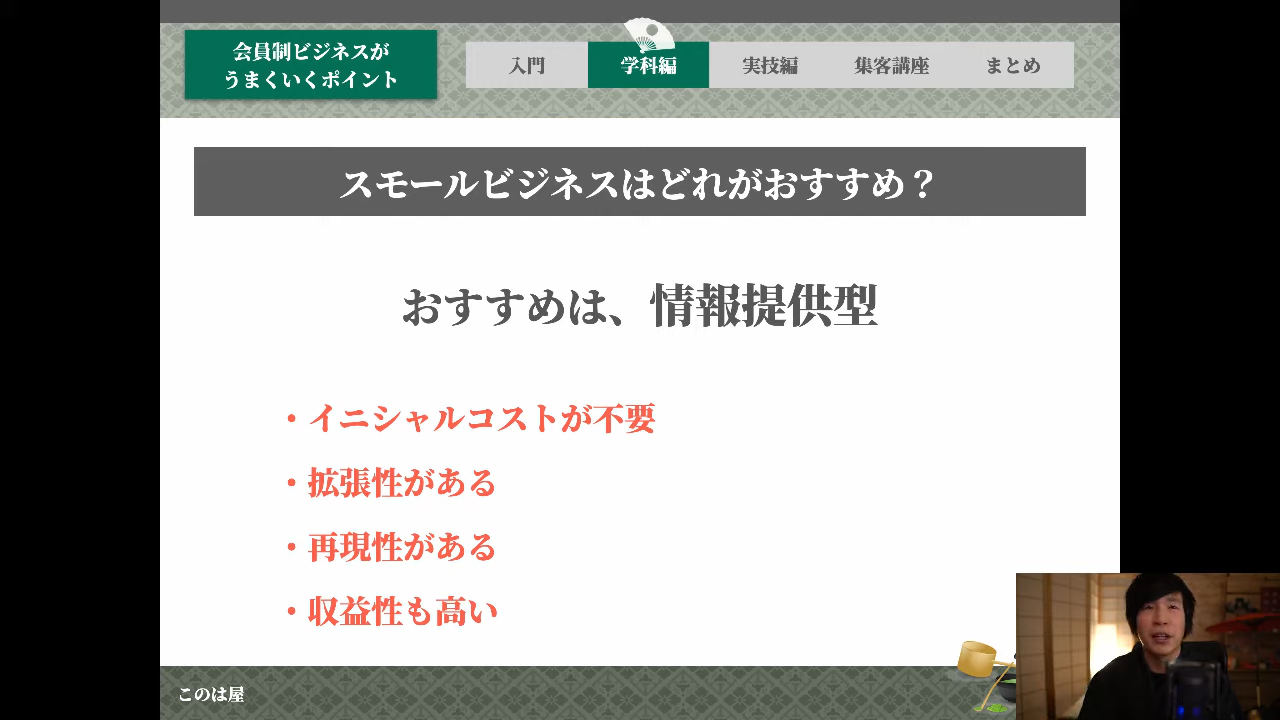 会員制ビジネスが
うまくいくポイント
入門
学科編
実技編
集客講座
まとめ
スモールビジネスはどれがおすすめ？
おすすめは、情報提供型
・イニシャルコストが不要
・拡張性がある
・再現性がある
・収益性も高い
このは屋